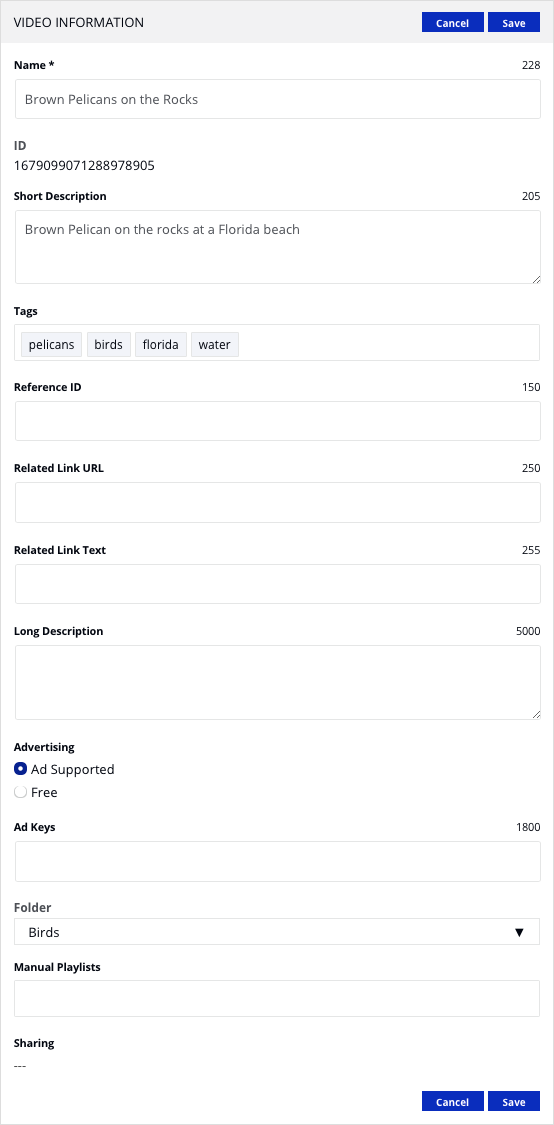 VIDEO INFORMATION Cancel Save
Name * 228
Brown Pelicans on the Rocks
ID
1679099071288978905
Short Description 205
Brown Pelican on the rocks at a Florida beach
Tags
pelicans birds florida water
Reference ID 150
Related Link URL 250
Related Link Text 255
Long Description 5000
Advertising
Ad Supported
Free
Ad Keys 1800
Folder
Birds ▼
Manual Playlists
Sharing
---
Cancel Save